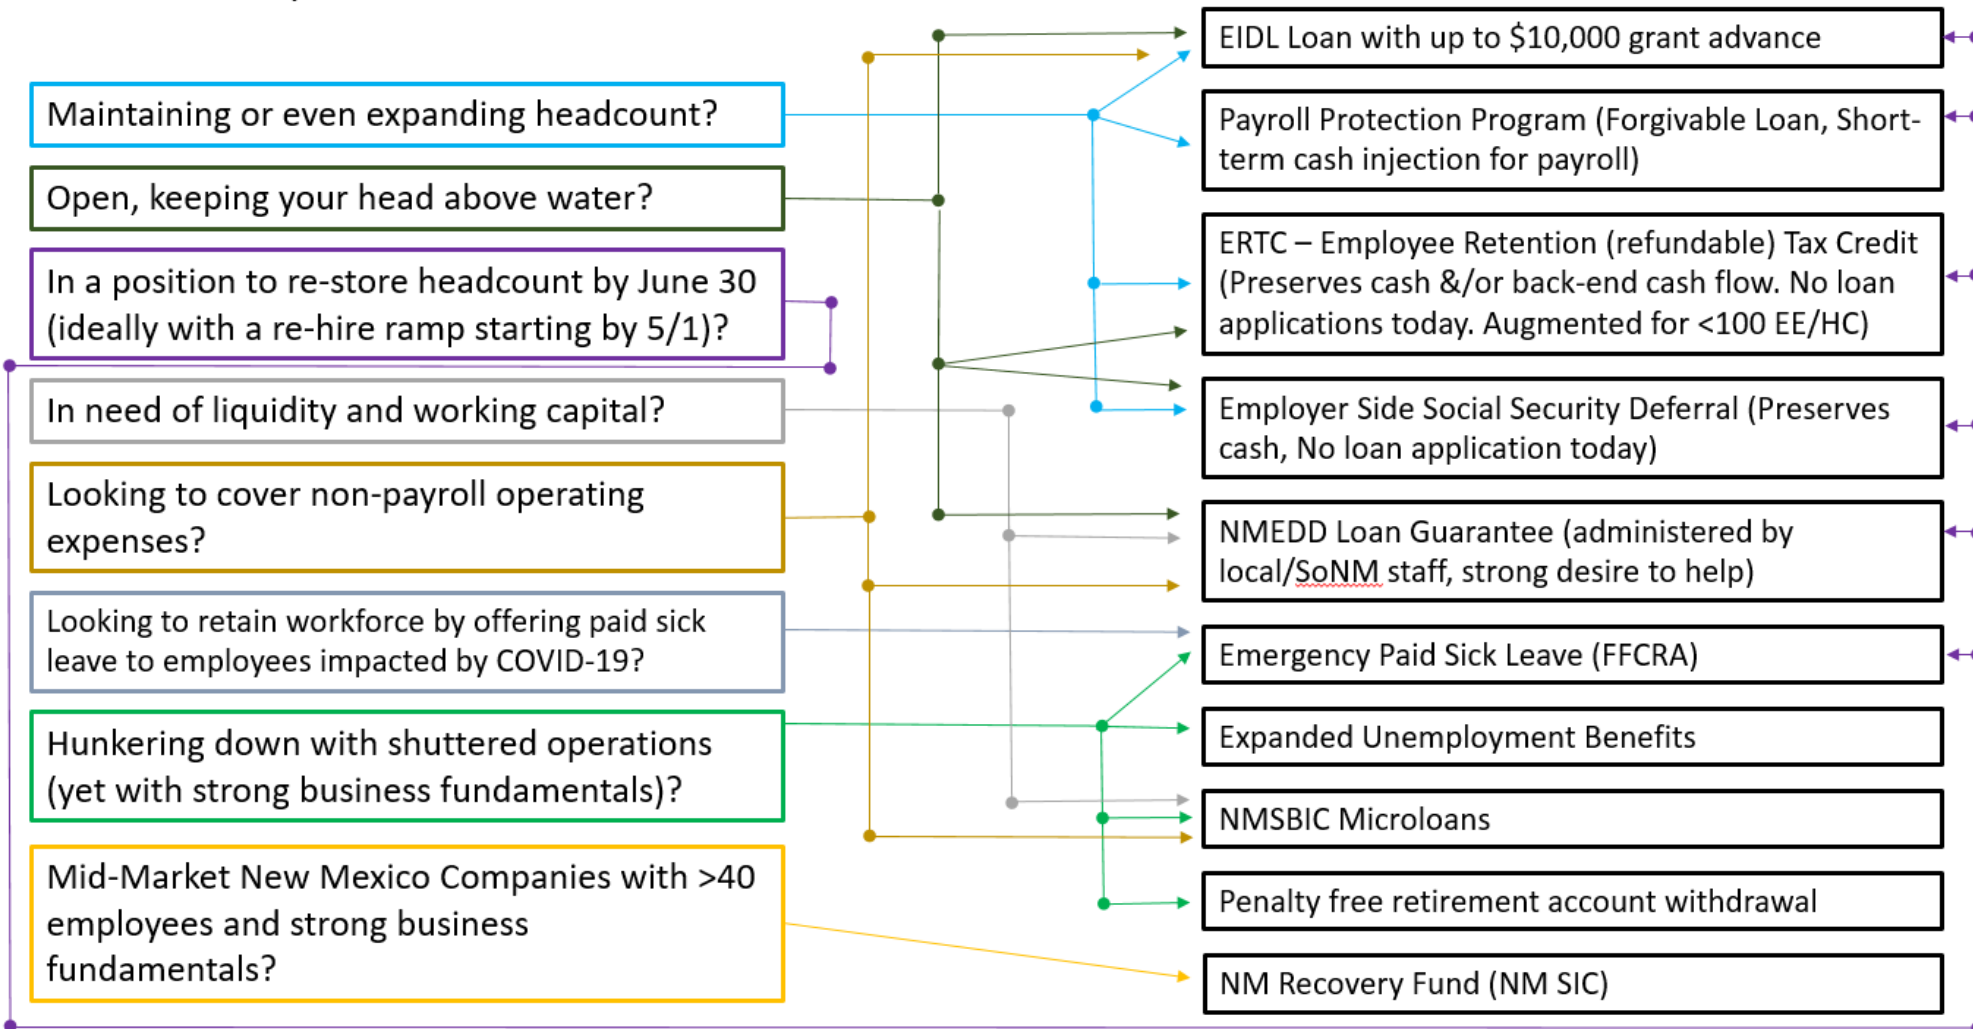 Maintaining or even expanding headcount?
Open, keeping your head above water?
In a position to re-store headcount by June 30
(ideally with a re-hire ramp starting by 5/1)?
In need of liquidity and working capital?
Looking to cover non-payroll operating
expenses?
Looking to retain workforce by offering paid sick
leave to employees impacted by COVID-19?
Hunkering down with shuttered operations
(yet with strong business fundamentals)?
Mid-Market New Mexico Companies with >40
employees and strong business
fundamentals?
EIDL Loan with up to $10,000 grant advance
Payroll Protection Program (Forgivable Loan, Short-
term cash injection for payroll)
ERTC – Employee Retention (refundable) Tax Credit
(Preserves cash &/or back-end cash flow. No loan
applications today. Augmented for <100 EE/HC)
Employer Side Social Security Deferral (Preserves
cash, No loan application today)
NMEDD Loan Guarantee (administered by
local/SoNM staff, strong desire to help)
Emergency Paid Sick Leave (FFCRA)
Expanded Unemployment Benefits
NMSBIC Microloans
Penalty free retirement account withdrawal
NM Recovery Fund (NM SIC)